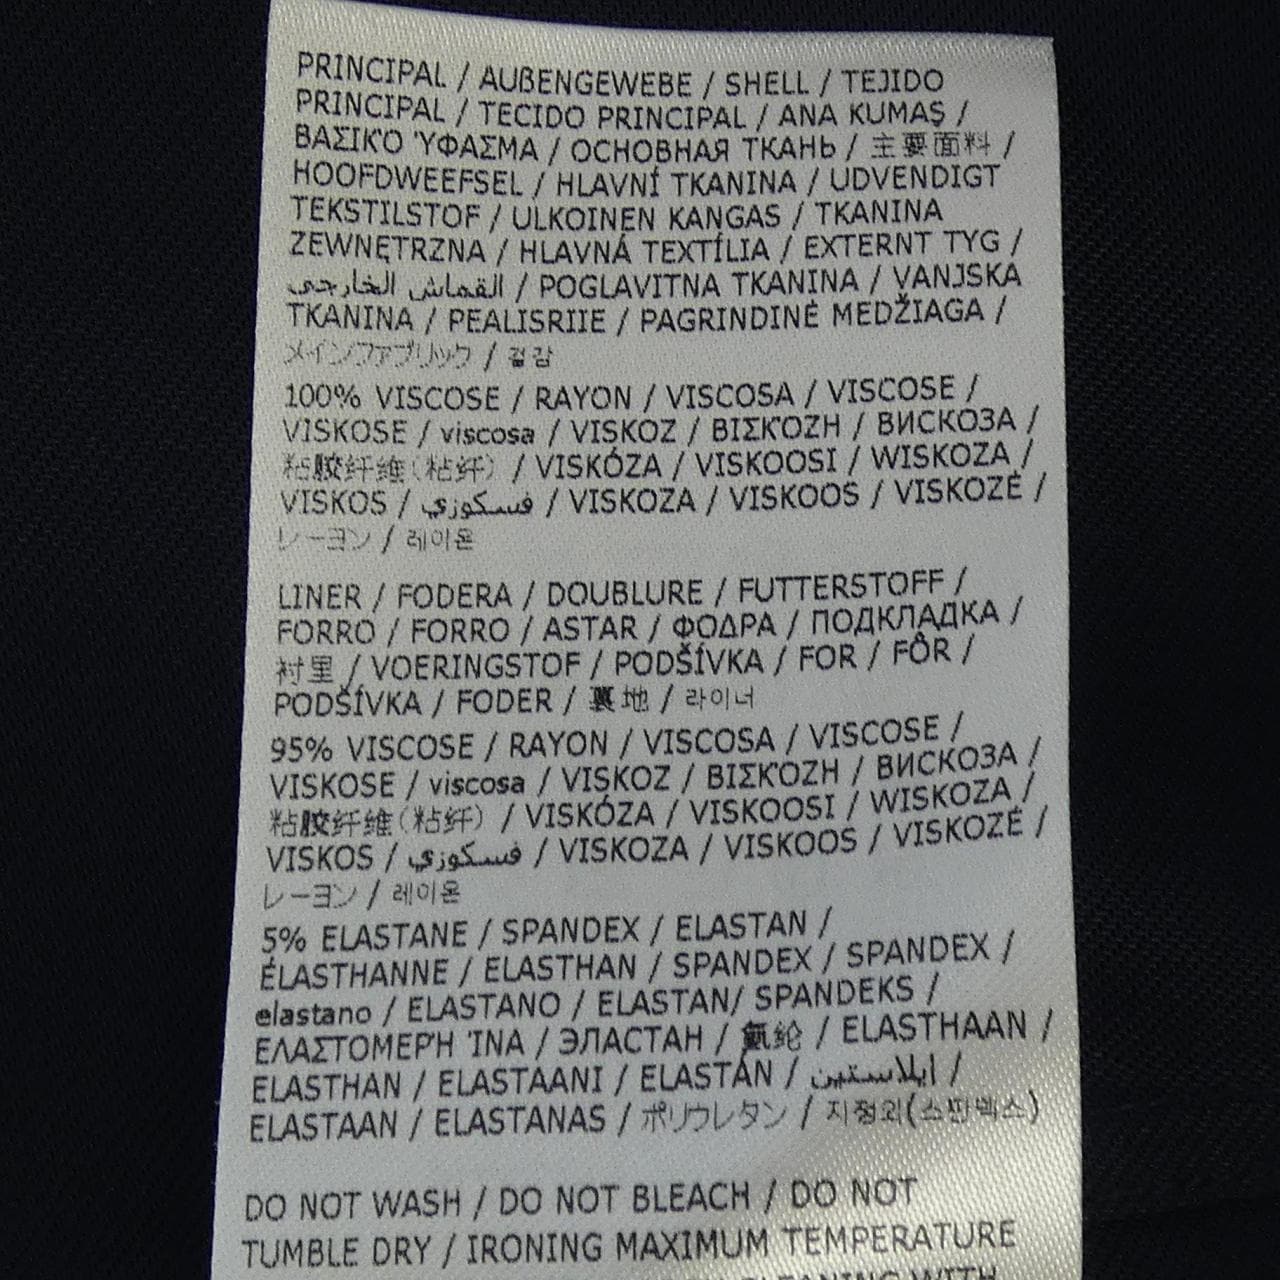 PRINCIPAL / AUßENGEWEBE / SHELL / TEJIDO
PRINCIPAL / TECIDO PRINCIPAL / ANA KUMAŞ /
ΒΑΣΙΚΌ ΎΦΑΣΜΑ / ОСНОВНАЯ ТКАНЬ / 主要面料 /
HOOFDWEEFSEL / HLAVNÍ TKANINA / UDVENDIGT
TEKSTILSTOF / ULKOINEN KANGAS / TKANINA
ZEWNĘTRZNA / HLAVNÁ TEXTÍLIA / EXTERNT TYG /
القماش الخارجي / POGLAVITNA TKANINA / VANJSKA
TKANINA / PEALISRIIE / PAGRINDINĖ MEDŽIAGA /
メインファブリック / 겉감
100% VISCOSE / RAYON / VISCOSA / VISCOSE /
VISKOSE / viscosa / VISKOZ / ΒΙΣΚΌΖΗ / ВИСКОЗА /
粘胶纤维(粘纤) / VISKÓZA / VISKOOSI / WISKOZA /
VISKOS / فسكوزي / VISKOZA / VISKOOS / VISKOZĖ /
レーヨン / 레이온
LINER / FODERA / DOUBLURE / FUTTERSTOFF /
FORRO / FORRO / ASTAR / ΦΟΔΡΑ / ПОДКЛАДКА /
衬里 / VOERINGSTOF / PODŠÍVKA / FOR / FÔR /
PODŠÍVKA / FODER / 裏地 / 라이너
95% VISCOSE / RAYON / VISCOSA / VISCOSE /
VISKOSE / viscosa / VISKOZ / ΒΙΣΚΌΖΗ / ВИСКОЗА /
粘胶纤维(粘纤) / VISKÓZA / VISKOOSI / WISKOZA /
VISKOS / فسكوزي / VISKOZA / VISKOOS / VISKOZĖ /
レーヨン / 레이온
5% ELASTANE / SPANDEX / ELASTAN /
ÉLASTHANNE / ELASTHAN / SPANDEX / SPANDEX /
elastano / ELASTANO / ELASTAN/ SPANDEKS /
ΕΛΑΣΤΟΜΕΡΉ ΊΝΑ / ЭЛАСТАН / 氨纶 / ELASTHAAN /
ELASTHAN / ELASTAANI / ELASTÁN / ايلاستين /
ELASTAAN / ELASTANAS / ポリウレタン / 지정외(스판덱스)
DO NOT WASH / DO NOT BLEACH / DO NOT
TUMBLE DRY / IRONING MAXIMUM TEMPERATURE
CLEANING WITH